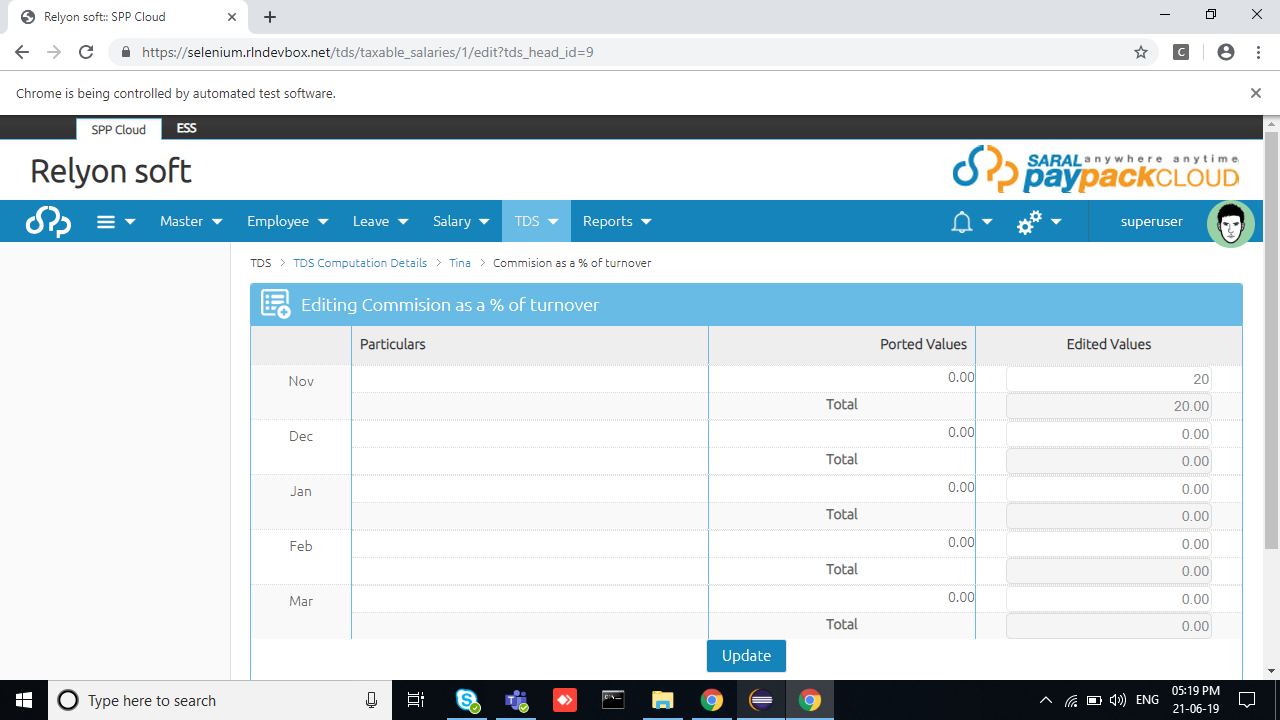 Relyon soft:: SPP Cloud
https://selenium.rlndevbox.net/tds/taxable_salaries/1/edit?tds_head_id=9
C
Chrome is being controlled by automated test software.
SPP Cloud ESS
Relyon soft
SARAL anywhere anytime
paypackCLOUD
Master Employee Leave Salary TDS Reports superuser
TDS > TDS Computation Details > Tina > Commision as a % of turnover
Editing Commision as a % of turnover
Particulars Ported Values Edited Values
Nov 0.00 20
Total 20.00
Dec 0.00 0.00
Total 0.00
Jan 0.00 0.00
Total 0.00
Feb 0.00 0.00
Total 0.00
Mar 0.00 0.00
Total 0.00
Update
Type here to search
ENG
05:19 PM
21-06-19